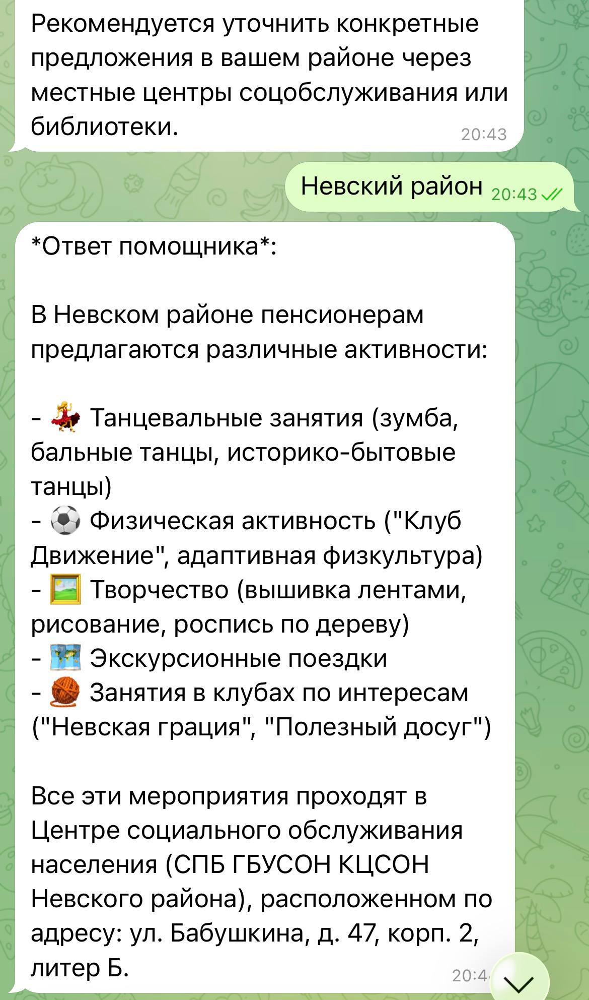 Рекомендуется уточнить конкретные
предложения в вашем районе через
местные центры соцобслуживания или
библиотеки.
20:43
Невский район 20:43
*Ответ помощника*:
В Невском районе пенсионерам
предлагаются различные активности:
- 💃 Танцевальные занятия (зумба,
бальные танцы, историко-бытовые
танцы)
- ⚽ Физическая активность ("Клуб
Движение", адаптивная физкультура)
- 🖼 Творчество (вышивка лентами,
рисование, роспись по дереву)
- 🗺 Экскурсионные поездки
- 🧶 Занятия в клубах по интересам
("Невская грация", "Полезный досуг")
Все эти мероприятия проходят в
Центре социального обслуживания
населения (СПБ ГБУСОН КЦСОН
Невского района), расположенном по
адресу: ул. Бабушкина, д. 47, корп. 2,
литер Б.